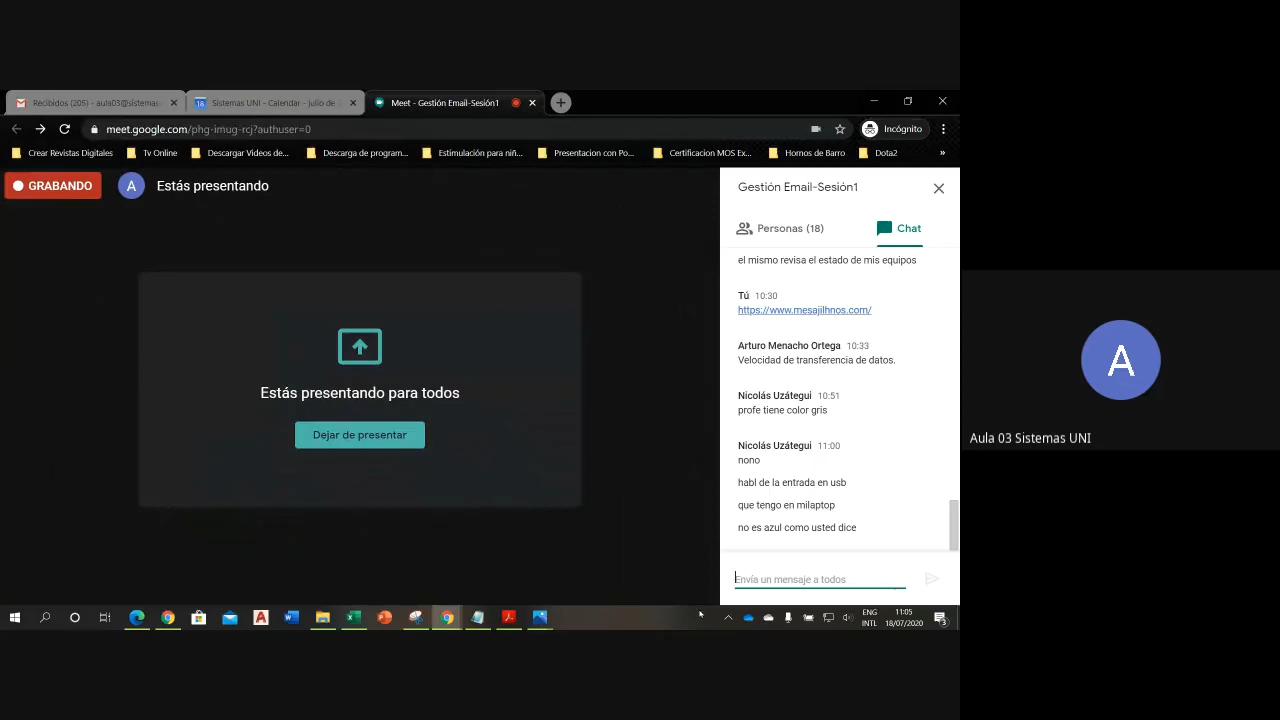 Recibidos (205) - aula03@sistemas
Sistemas UNI - Calendar - julio de
Meet - Gestión Email-Sesión1
meet.google.com/phg-imug-rcj?authuser=0
Incógnito
Crear Revistas Digitales
Tv Online
Descargar Videos de...
Descarga de program...
Estimulación para niñ...
Presentacion con Po...
Certificacion MOS Ex...
Hornos de Barro
Dota2
»
GRABANDO
A
Estás presentando
Gestión Email-Sesión1
Personas (18)
Chat
el mismo revisa el estado de mis equipos
Tú 10:30
https://www.mesajilhnos.com/
Arturo Menacho Ortega 10:33
Velocidad de transferencia de datos.
Nicolás Uzátegui 10:51
profe tiene color gris
Nicolás Uzátegui 11:00
nono
habl de la entrada en usb
que tengo en milaptop
no es azul como usted dice
Envía un mensaje a todos
Estás presentando para todos
Dejar de presentar
A
Aula 03 Sistemas UNI
ENG
INTL
11:05
18/07/2020
3